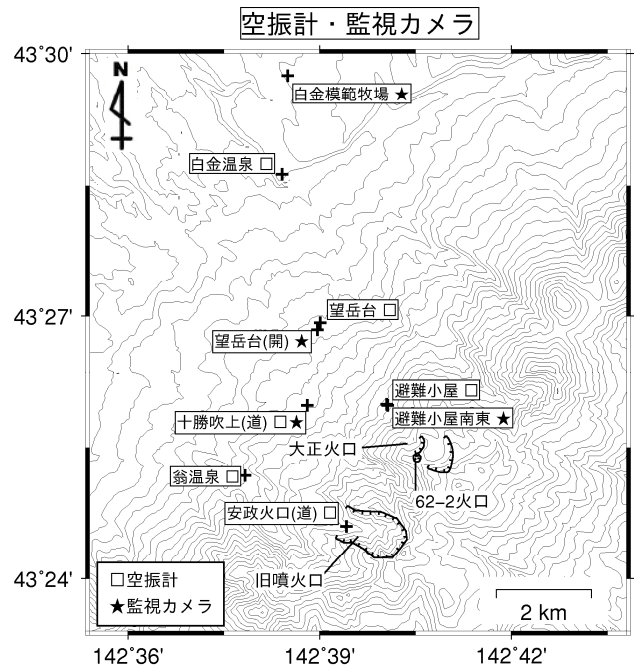 空振計・監視カメラ
43˚30'
N
白金模範牧場 ★
白金温泉 □
43˚27'
望岳台 □
望岳台(開) ★
避難小屋 □
十勝吹上(道) □★
避難小屋南東 ★
大正火口
翁温泉 □
62−2火口
安政火口(道) □
43˚24'
旧噴火口
□空振計
★監視カメラ
2 km
142˚36'
142˚39'
142˚42'